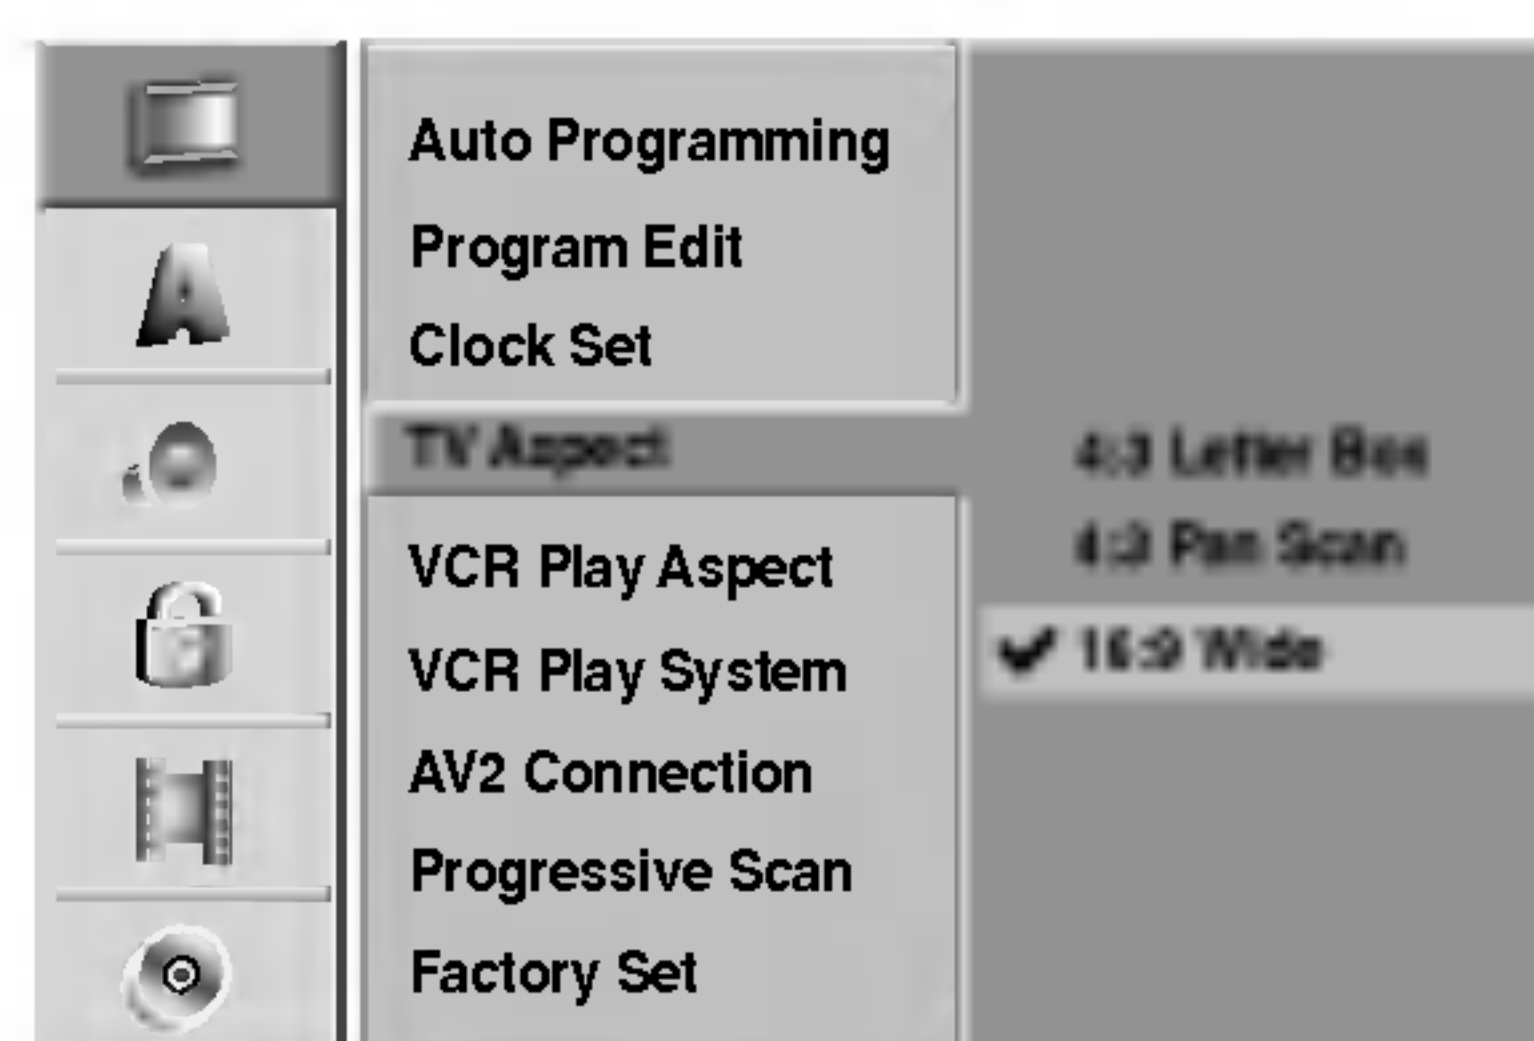 Auto Programming
Program Edit
Clock Set
TV Aspect
4:3 Letter Box
4:3 Pan Scan
16:9 Wide
VCR Play Aspect
VCR Play System
AV2 Connection
Progressive Scan
Factory Set